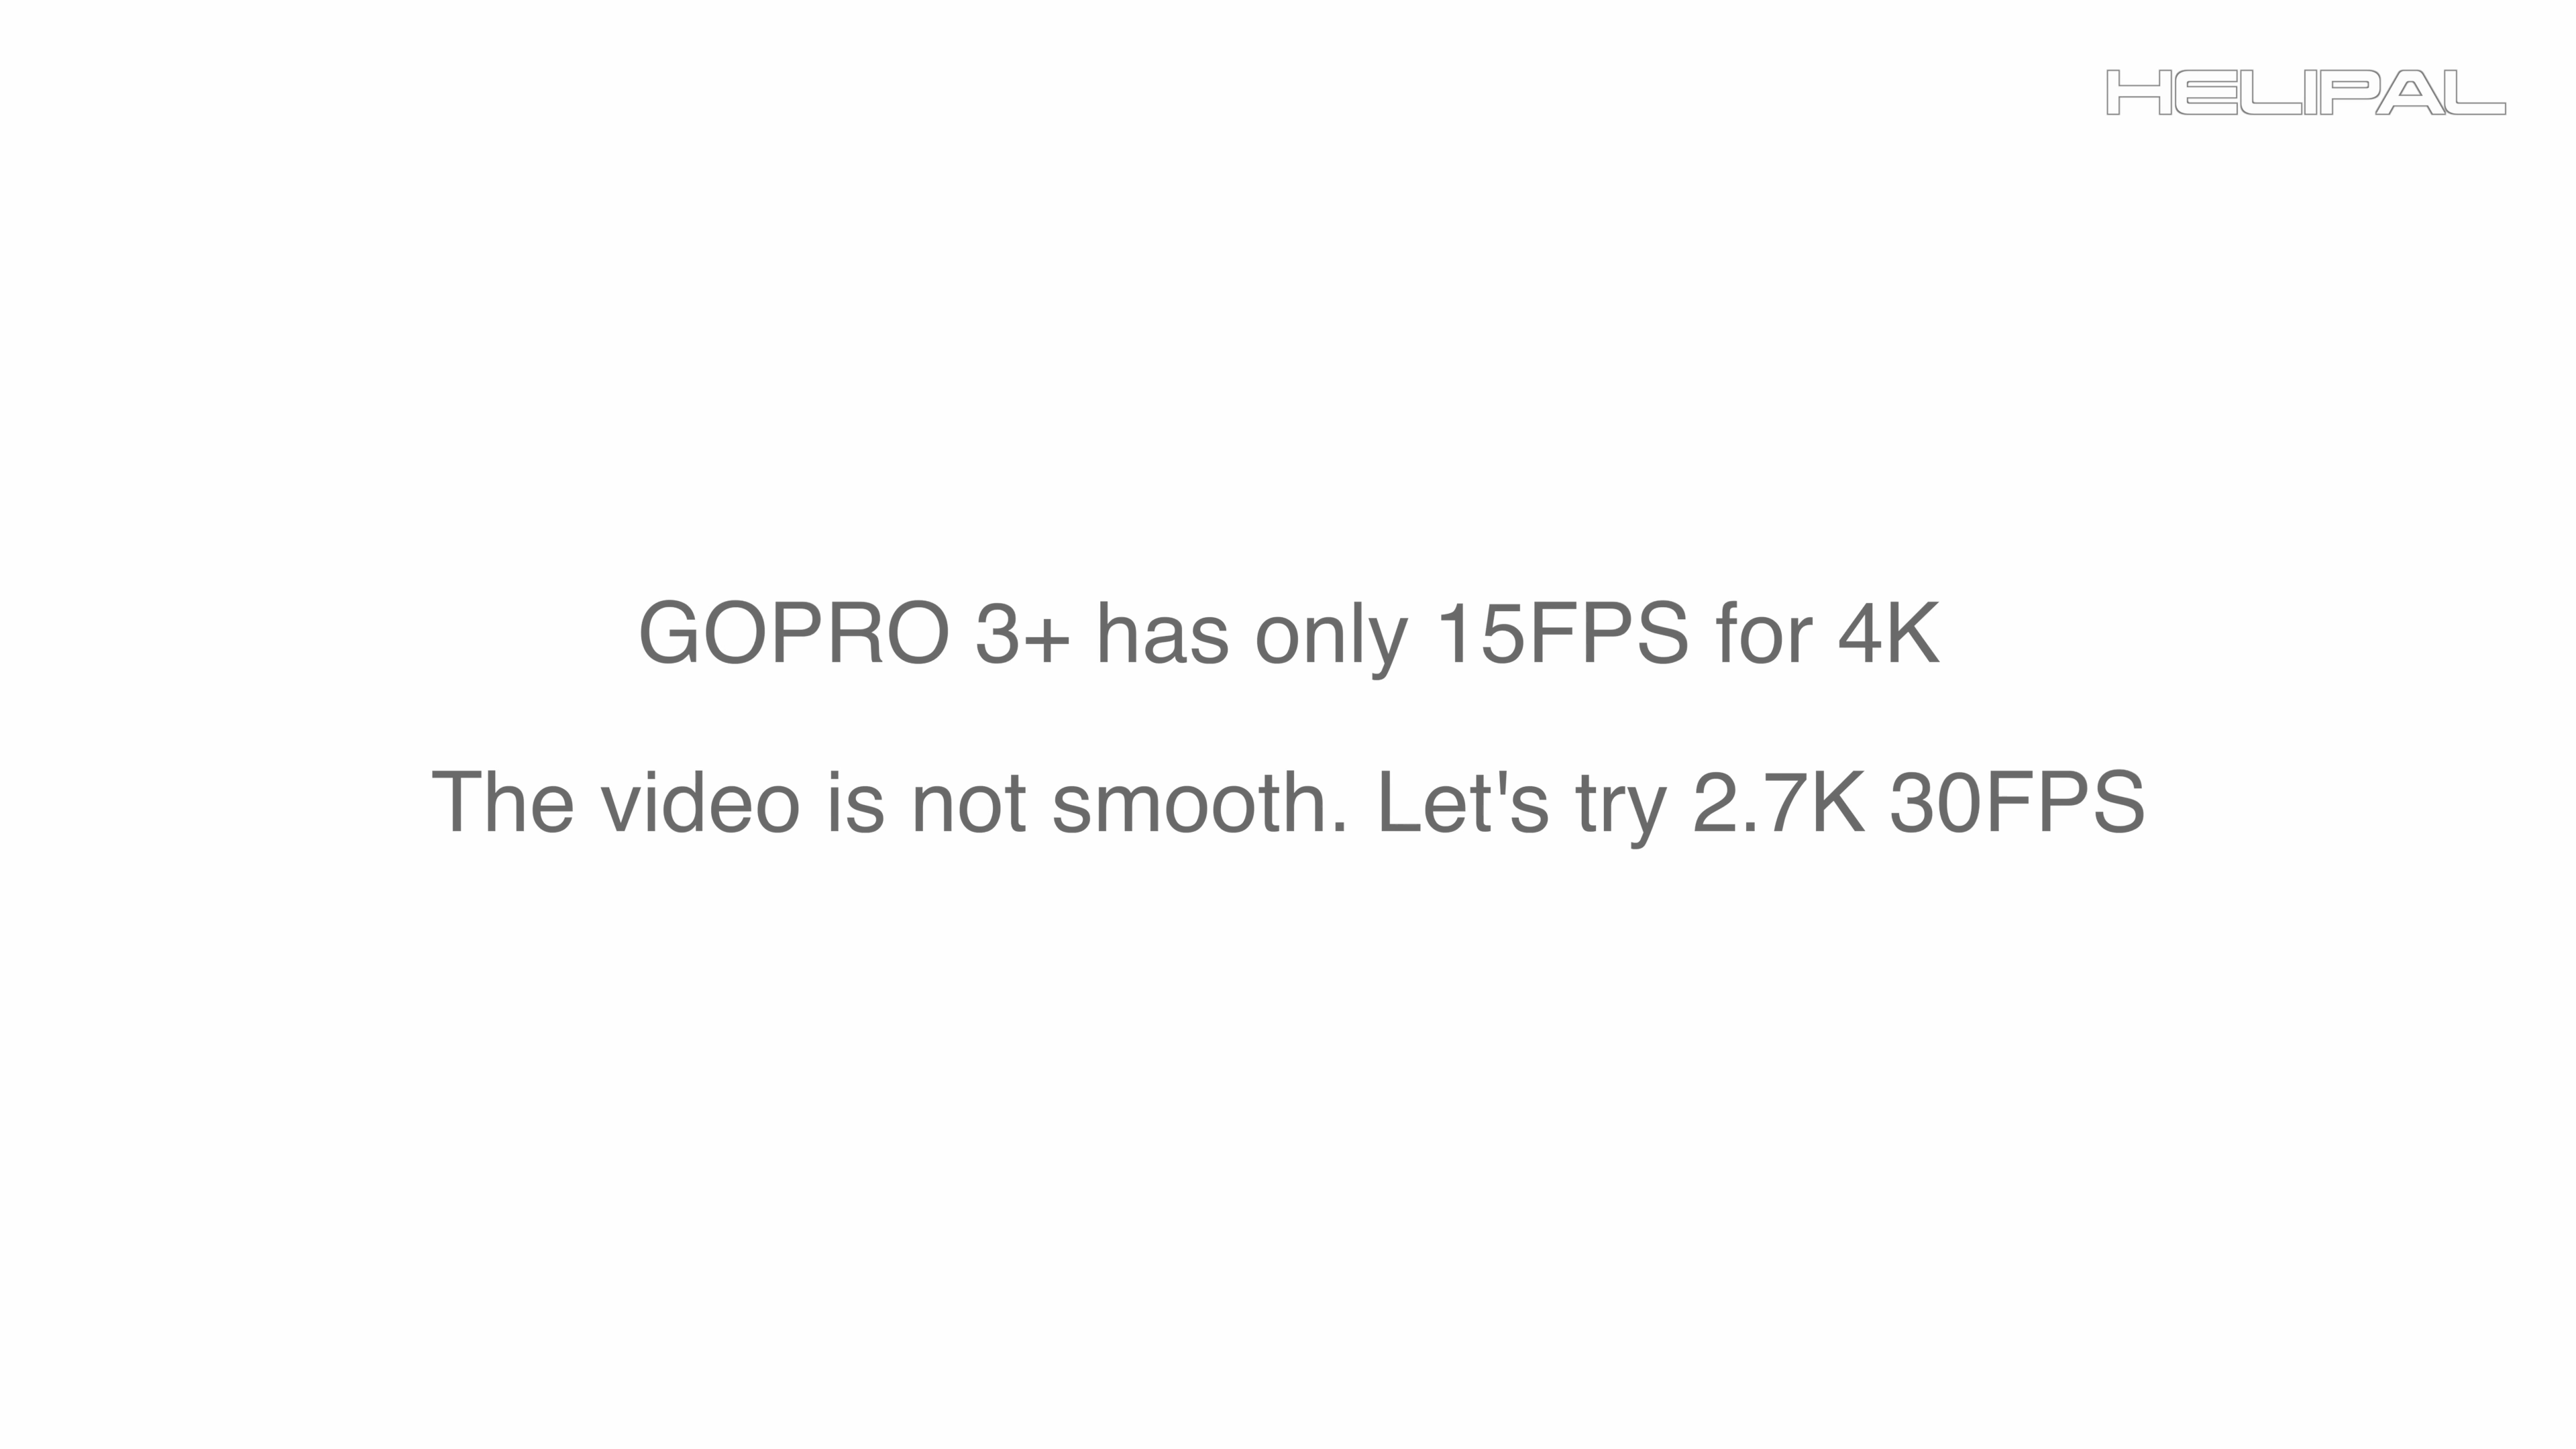 HELIPAL
GOPRO 3+ has only 15FPS for 4K
The video is not smooth. Let's try 2.7K 30FPS